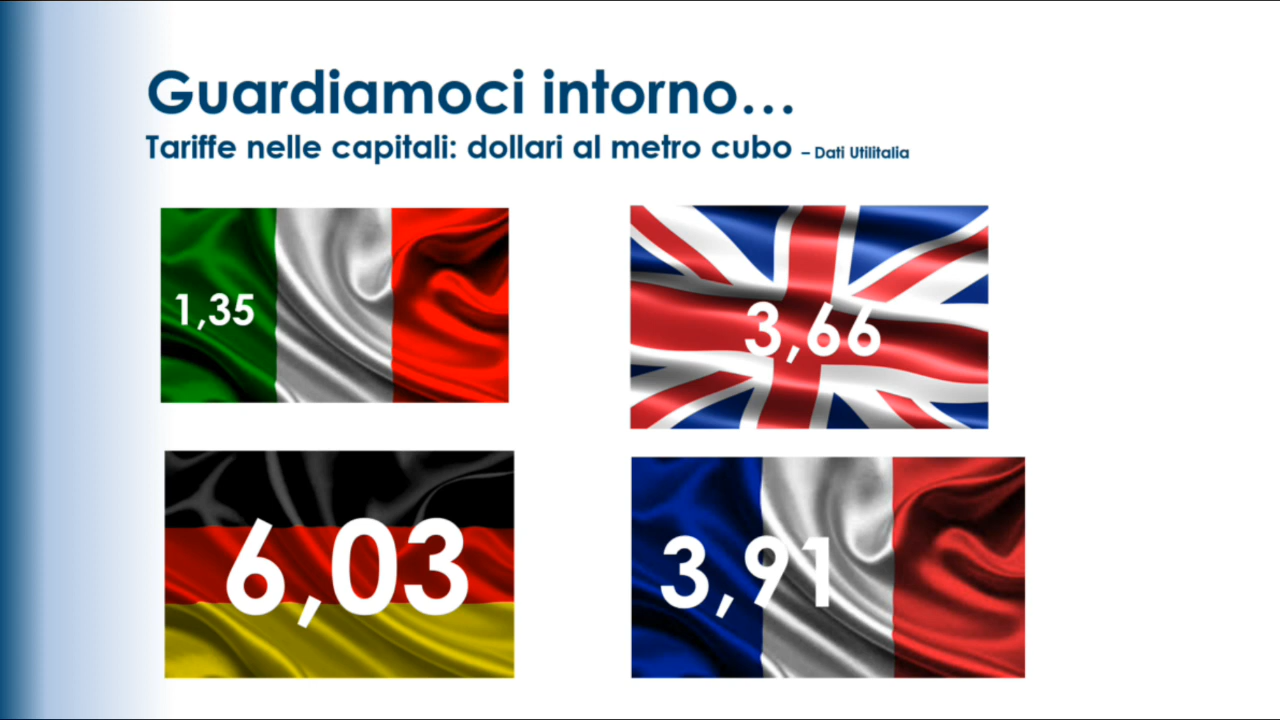 Guardiamoci intorno…
Tariffe nelle capitali: dollari al metro cubo – Dati Utilitalia
1,35
3,66
6,03
3,91